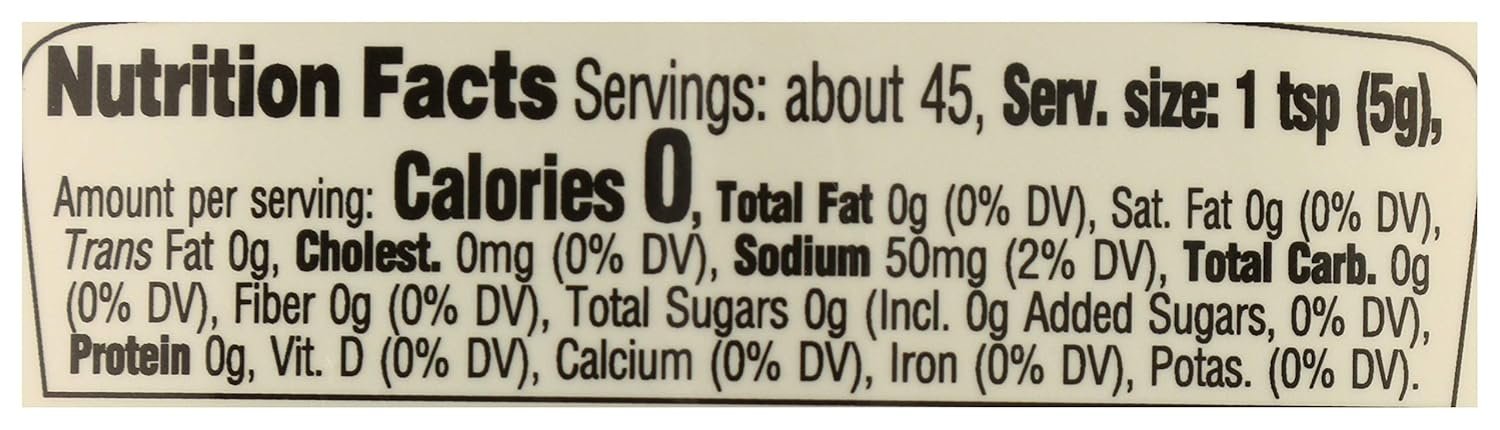 Nutrition Facts Servings: about 45, Serv. size: 1 tsp (5g),
Amount per serving: Calories 0, Total Fat 0g (0% DV), Sat. Fat 0g (0% DV),
Trans Fat 0g, Cholest. 0mg (0% DV), Sodium 50mg (2% DV), Total Carb. 0g
(0% DV), Fiber 0g (0% DV), Total Sugars 0g (Incl. 0g Added Sugars, 0% DV),
Protein 0g, Vit. D (0% DV), Calcium (0% DV), Iron (0% DV), Potas. (0% DV).